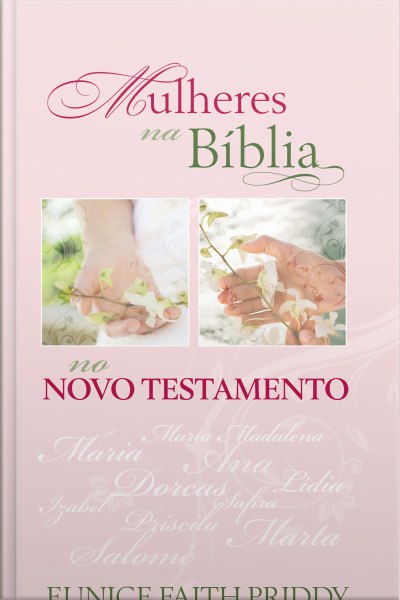 Mulheres
na
Bíblia
no
NOVO TESTAMENTO
Maria Madalena
Maria Ana
Dorcas Lídia
Izabel Safira
Priscila Marta
Salomé
EUNICE FAITH PRIDDY